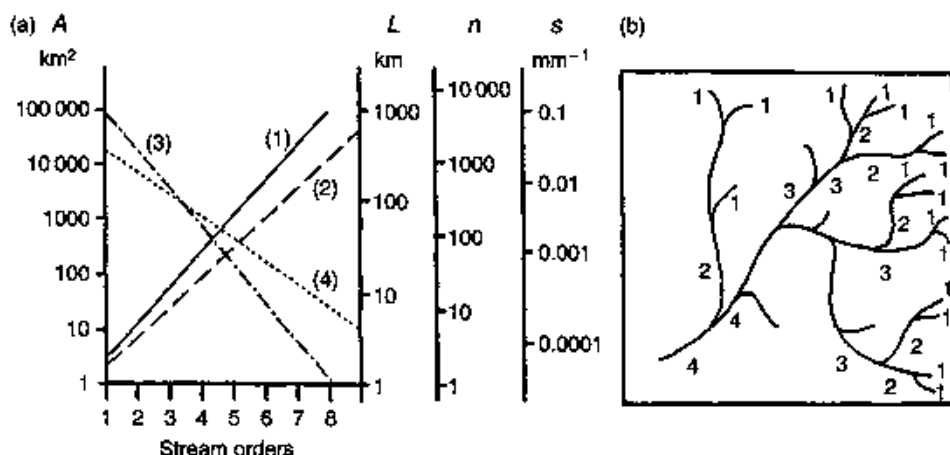 (a) A L n s (b)
km² km mm⁻¹
100 000 1000 10 000 0.1
10 000 100 1000 0.01
1000 10 100 0.001
100 1 10 0.0001
10 1
1
(1)
(2)
(3)
(4)
1 2 3 4 5 6 7 8
Stream orders
1 1 1 1 1 1
2 1
3 3 2 1 1
1 1
2 1
3 1
2
4 3 1
1
4 2
2 1
1